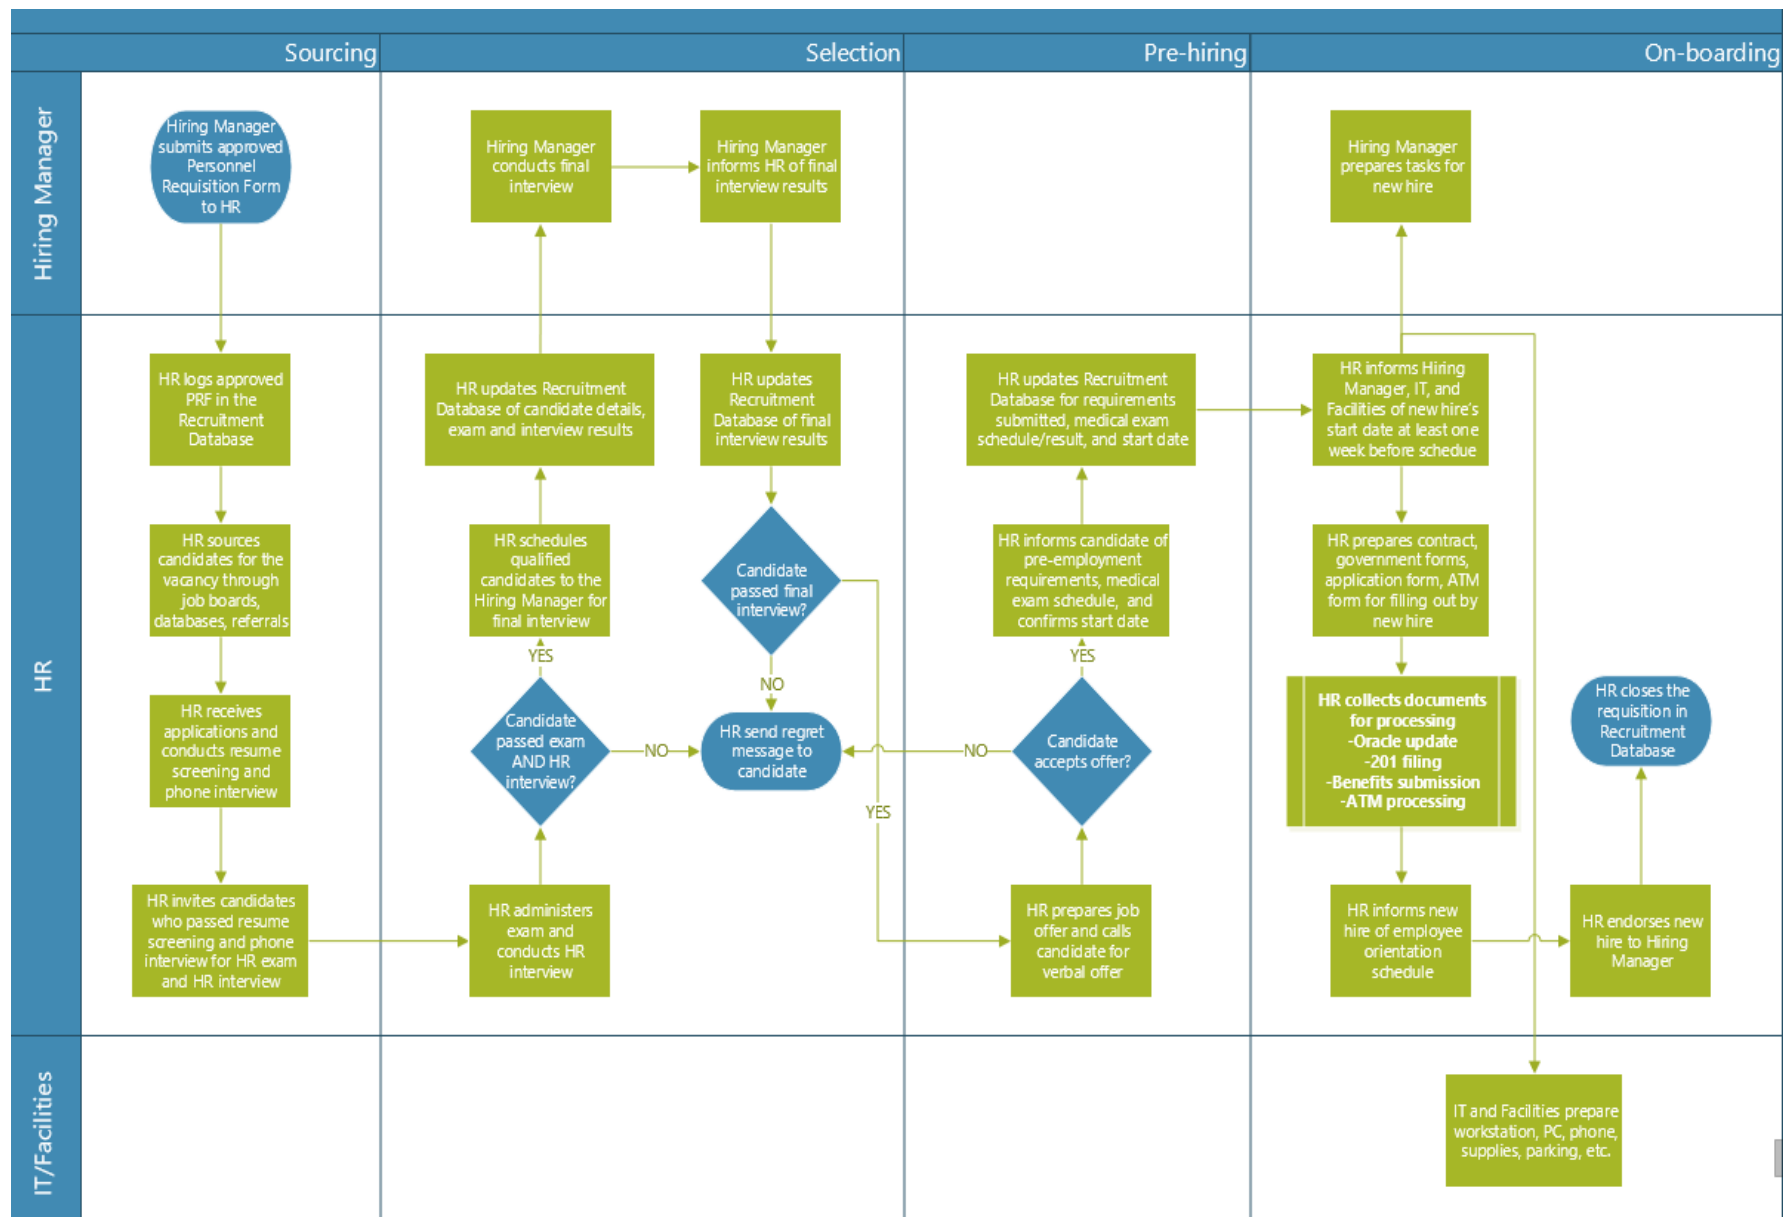 Sourcing
Selection
Pre-hiring
On-boarding
Hiring Manager
Hiring Manager
submits approved
Personnel
Requisition Form
to HR
Hiring Manager
conducts final
interview
Hiring Manager
informs HR of final
interview results
Hiring Manager
prepares tasks for
new hire
HR
HR logs approved
PRF in the
Recruitment
Database
HR sources
candidates for the
vacancy through
job boards,
databases, referrals
HR receives
applications and
conducts resume
screening and
phone interview
HR invites candidates
who passed resume
screening and phone
interview for HR exam
and HR interview
HR updates Recruitment
Database of candidate details,
exam and interview results
HR schedules
qualified
candidates to the
Hiring Manager for
final interview
YES
Candidate
passed exam
AND HR
interview?
NO
HR administers
exam and
conducts HR
interview
HR updates
Recruitment
Database of final
interview results
Candidate
passed final
interview?
NO
HR send regret
message to
candidate
YES
HR updates Recruitment
Database for requirements
submitted, medical exam
schedule/result, and start date
HR informs candidate of
pre-employment
requirements, medical
exam schedule, and
confirms start date
YES
Candidate
accepts offer?
NO
HR prepares job
offer and calls
candidate for
verbal offer
HR informs Hiring
Manager, IT, and
Facilities of new hire's
start date at least one
week before schedue
HR prepares contract,
government forms,
application form, ATM
form for filling out by
new hire
HR collects documents
for processing
-Oracle update
-201 filing
-Benefits submission
-ATM processing
HR informs new
hire of employee
orientation
schedule
HR endorses new
hire to Hiring
Manager
HR closes the
requisition in
Recruitment
Database
IT/Facilities
IT and Facilities prepare
workstation, PC, phone,
supplies, parking, etc.